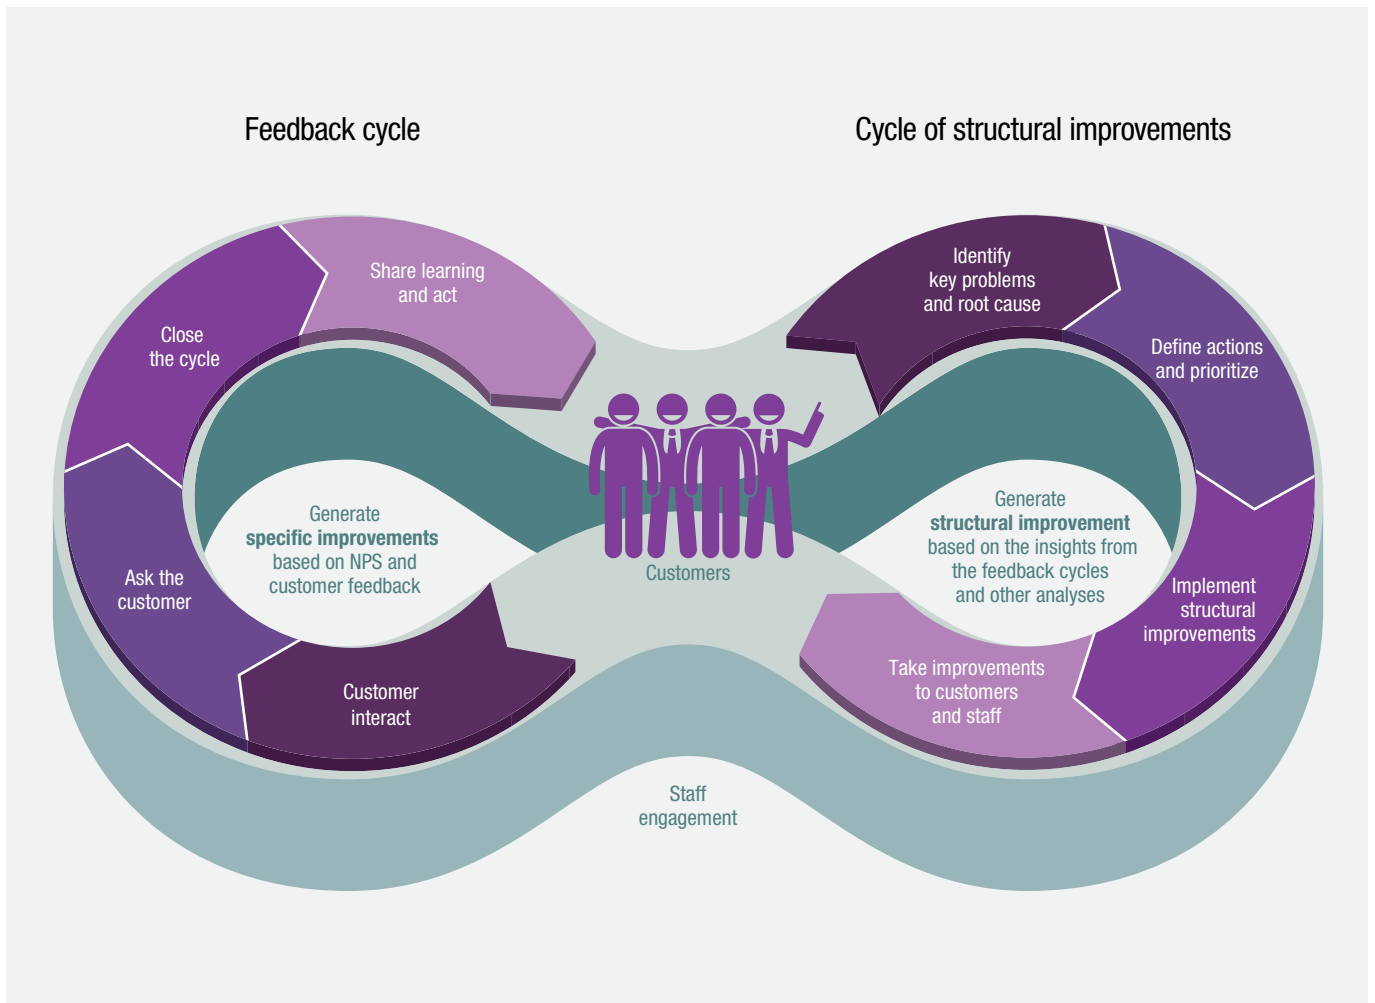 Feedback cycle
Cycle of structural improvements
Share learning
and act
Close
the cycle
Ask the
customer
Customer
interact
Generate
specific improvements
based on NPS and
customer feedback
Customers
Identify
key problems
and root cause
Define actions
and prioritize
Implement
structural
improvements
Take improvements
to customers
and staff
Generate
structural improvement
based on the insights from
the feedback cycles
and other analyses
Staff
engagement